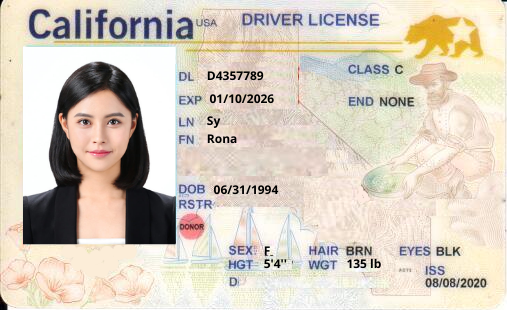 California USA DRIVER LICENSE
DL D4357789 CLASS C
EXP 01/10/2026 END NONE
LN Sy
FN Rona
DOB 06/31/1994
RSTR
DONOR
SEX F HAIR BRN EYES BLK
HGT 5'4'' WGT 135 lb ISS
D 08/08/2020